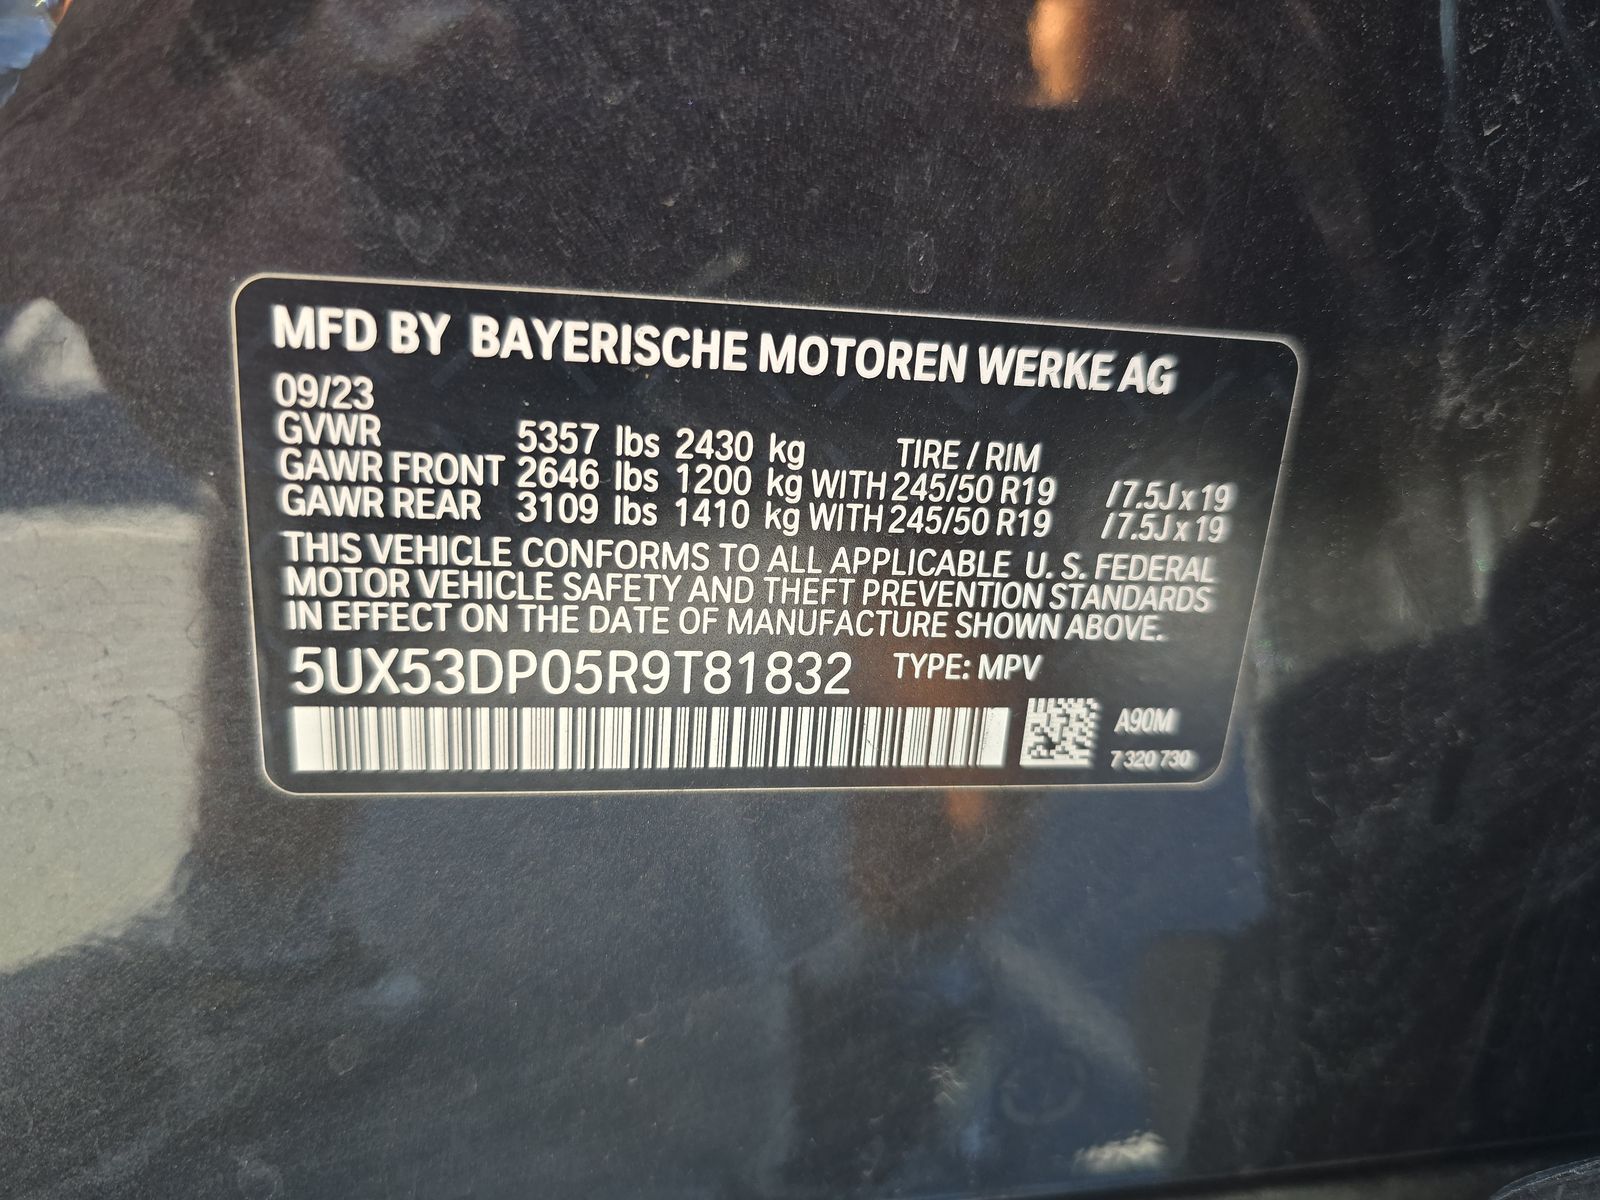 MFD BY BAYERISCHE MOTOREN WERKE AG
09/23
GVWR 5357 lbs 2430 kg TIRE / RIM
GAWR FRONT 2646 lbs 1200 kg WITH 245/50 R19 / 7.5J x 19
GAWR REAR 3109 lbs 1410 kg WITH 245/50 R19 / 7.5J x 19
THIS VEHICLE CONFORMS TO ALL APPLICABLE U. S. FEDERAL
MOTOR VEHICLE SAFETY AND THEFT PREVENTION STANDARDS
IN EFFECT ON THE DATE OF MANUFACTURE SHOWN ABOVE.
5UX53DP05R9T81832 TYPE: MPV
A90M
7 320 730